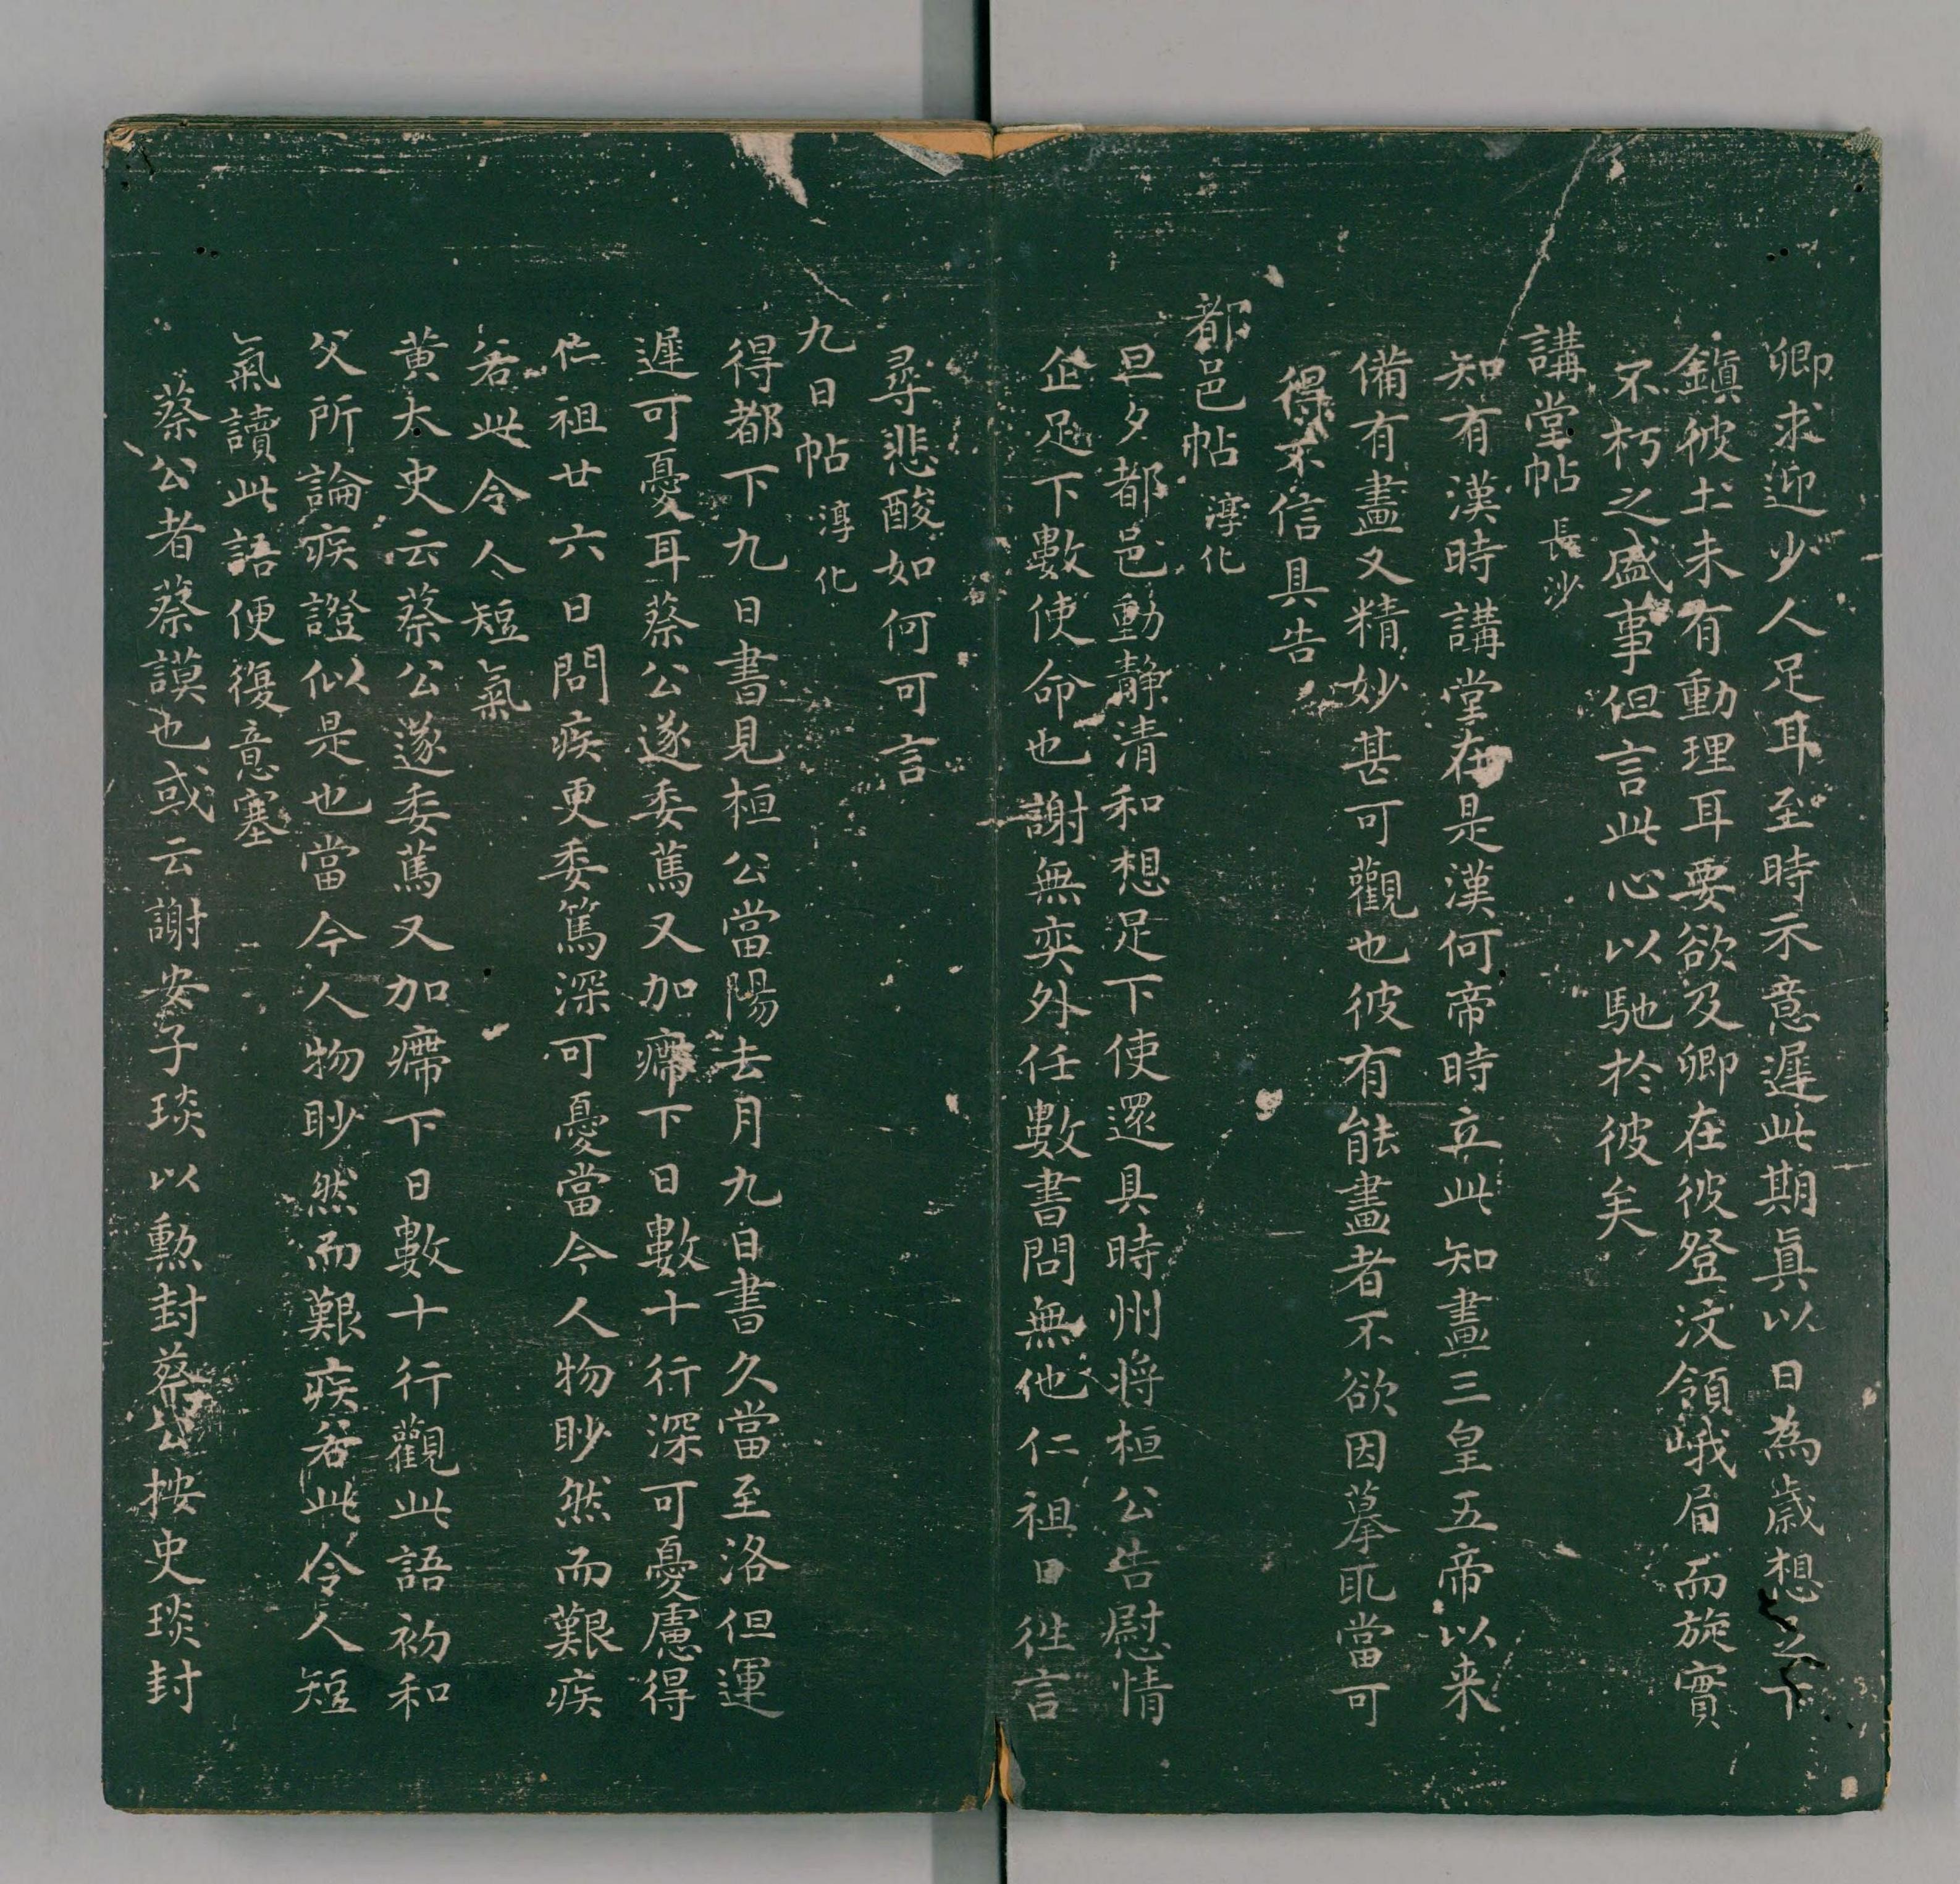 卿求迎少人足耳至時示意遲此期真以日為歲想足下
鎮彼土未有動理耳要欲及卿在彼登汶領峨眉而旋實
不朽之盛事但言此心以馳於彼矣
講堂帖 長沙
知有漢時講堂在是漢何帝時立此知畫三皇五帝以来
備有畫又精妙甚可觀也彼有能畫者不欲因摹取當可
得不信具告
都邑帖 淳化
旦夕都邑動靜清和想足下使還具時州将桓公告慰情
企足下數使命也謝無奕外任數書問無他仁祖日往言
尋悲酸如何可言
九日帖 淳化
得都下九日書見桓公當陽去月九日書久當至洛但運
遲可憂耳蔡公遂委篤又加㿃下日數十行深可憂慮得
仁祖廿六日問疾更委篤深可憂當今人物眇然而艱疾
若此令人短氣
黄大史云蔡公遂委篤又加㿃下日數十行觀此語初和
父所論疾證似是也當今人物眇然而艱疾若此令人短
氣讀此語便復意塞
蔡公者蔡謨也或云謝安子琰以勲封蔡公按史琰封